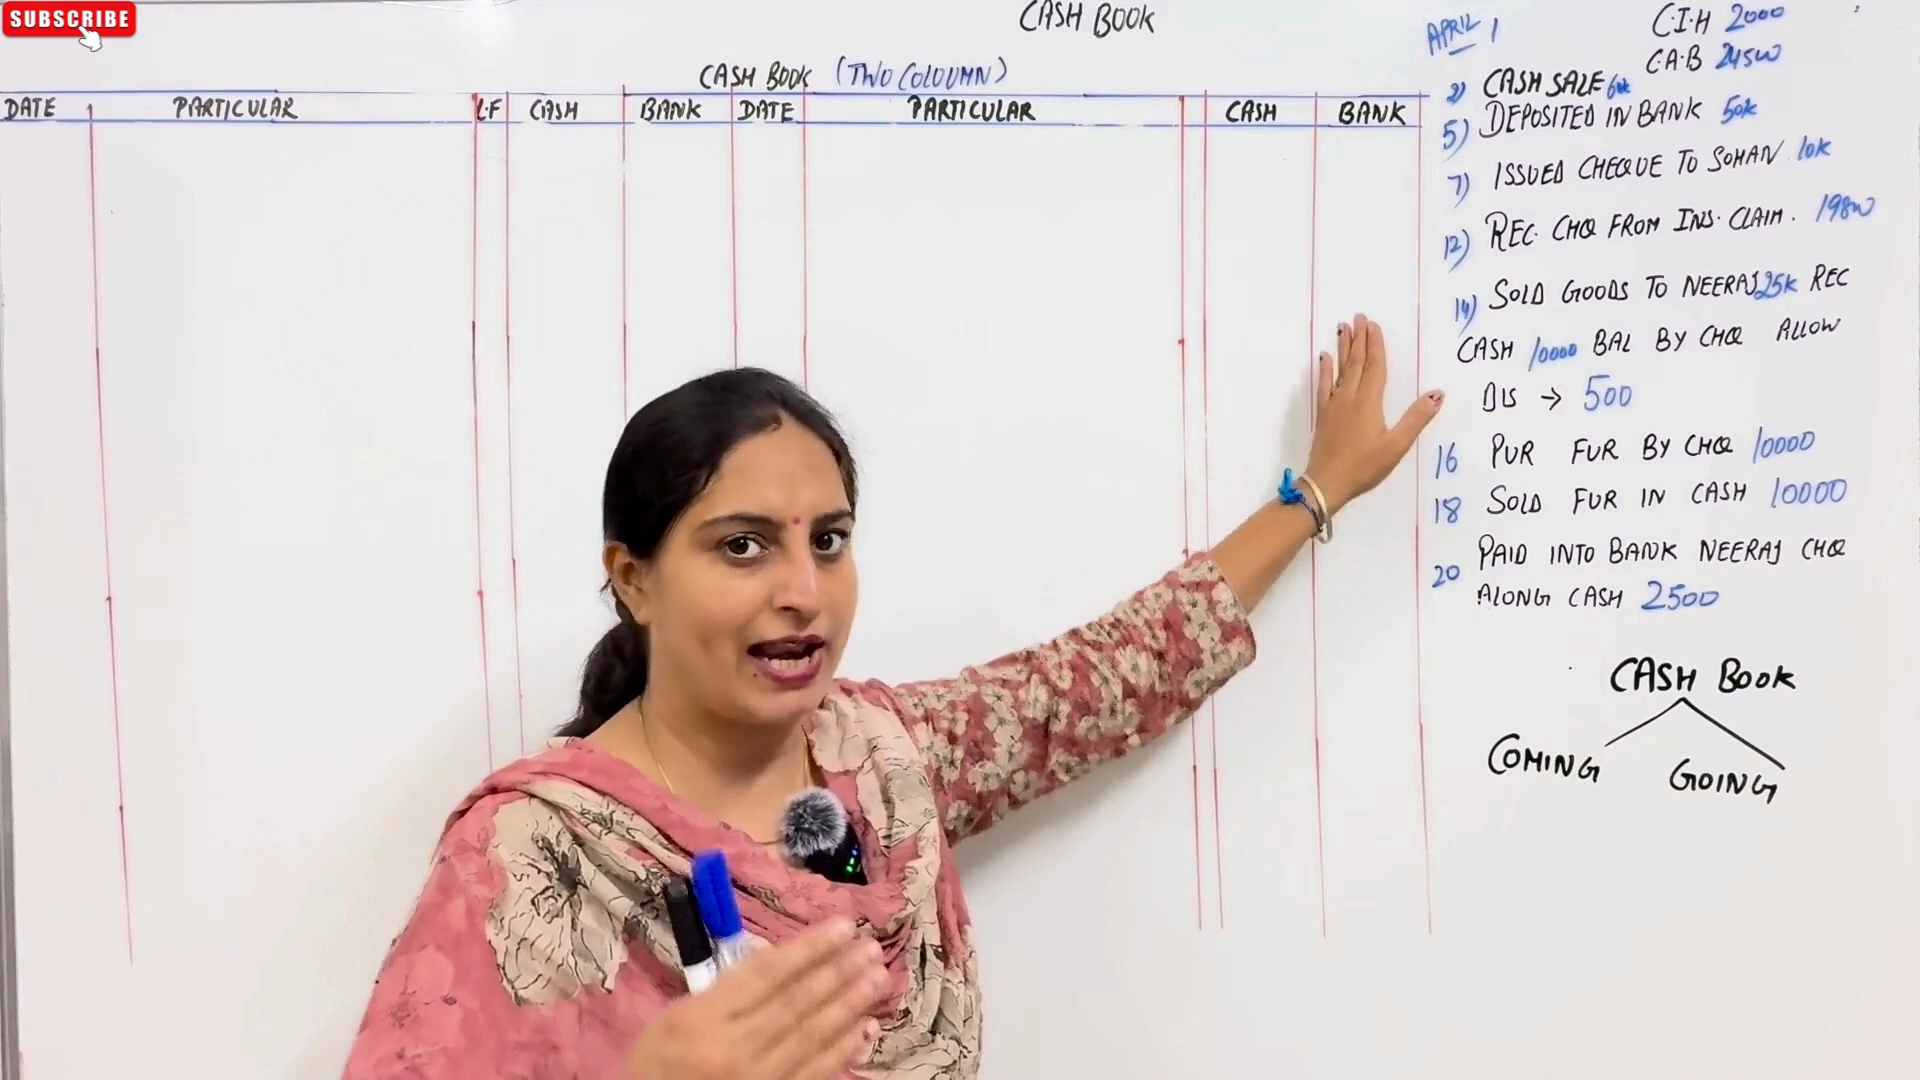 SUBSCRIBE
CASH BOOK
CASH BOOK (TWO COLOUMN)
DATE PARTICULAR L·F CASH BANK DATE PARTICULAR CASH BANK
APRIL 1 C.I.H 2000
C.A.B 24500
2) CASH SALE
5) DEPOSITED IN BANK 50K
7) ISSUED CHEQUE TO SOHAN 10K
12) REC. CHQ FROM INS. CLAIM. 19800
14) SOLD GOODS TO NEERAJ 25K REC
CASH 10000 BAL BY CHQ ALLOW
DIS → 500
16 PUR FUR BY CHQ 10000
18 SOLD FUR IN CASH 10000
20 PAID INTO BANK NEERAJ CHQ
ALONG CASH 2500
CASH BOOK
COMING GOING